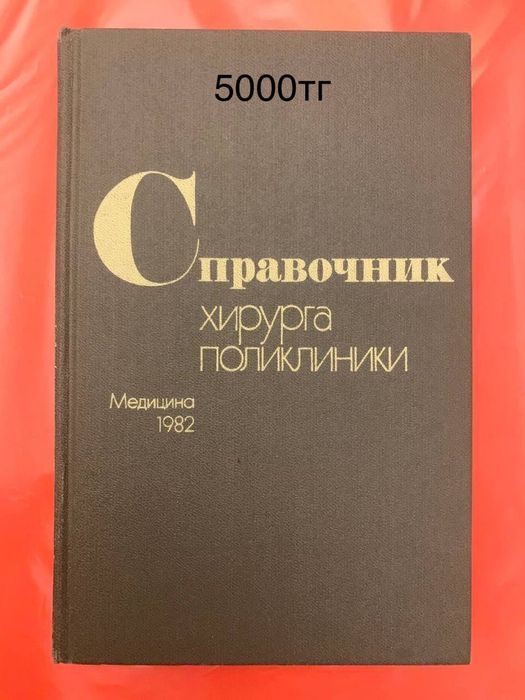 5000тг
Справочник
хирурга
поликлиники
Медицина
1982